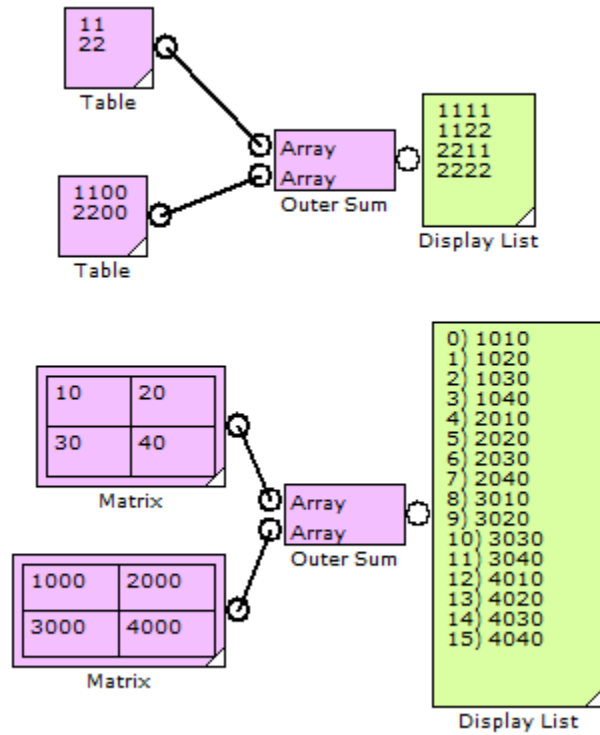 11
22
Table
1100
2200
Table
Array
Array
Outer Sum
1111
1122
2211
2222
Display List
10 20
30 40
Matrix
1000 2000
3000 4000
Matrix
Array
Array
Outer Sum
0) 1010
1) 1020
2) 1030
3) 1040
4) 2010
5) 2020
6) 2030
7) 2040
8) 3010
9) 3020
10) 3030
11) 3040
12) 4010
13) 4020
14) 4030
15) 4040
Display List